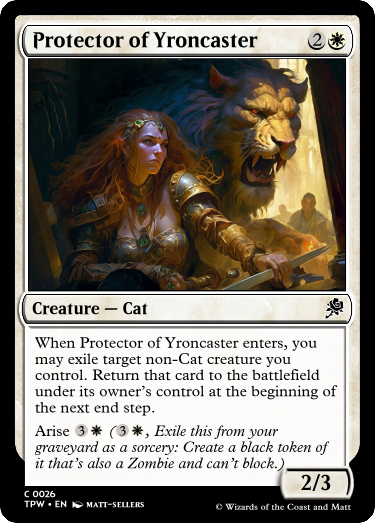 Protector of Yroncaster 2
Creature — Cat
When Protector of Yroncaster enters, you
may exile target non-Cat creature you
control. Return that card to the battlefield
under its owner's control at the beginning of
the next end step.
Arise 3 (3, Exile this from your
graveyard as a sorcery: Create a black token of
it that's also a Zombie and can't block.)
2/3
C 0026
TPW • EN MATT-SELLERS
© Wizards of the Coast and Matt